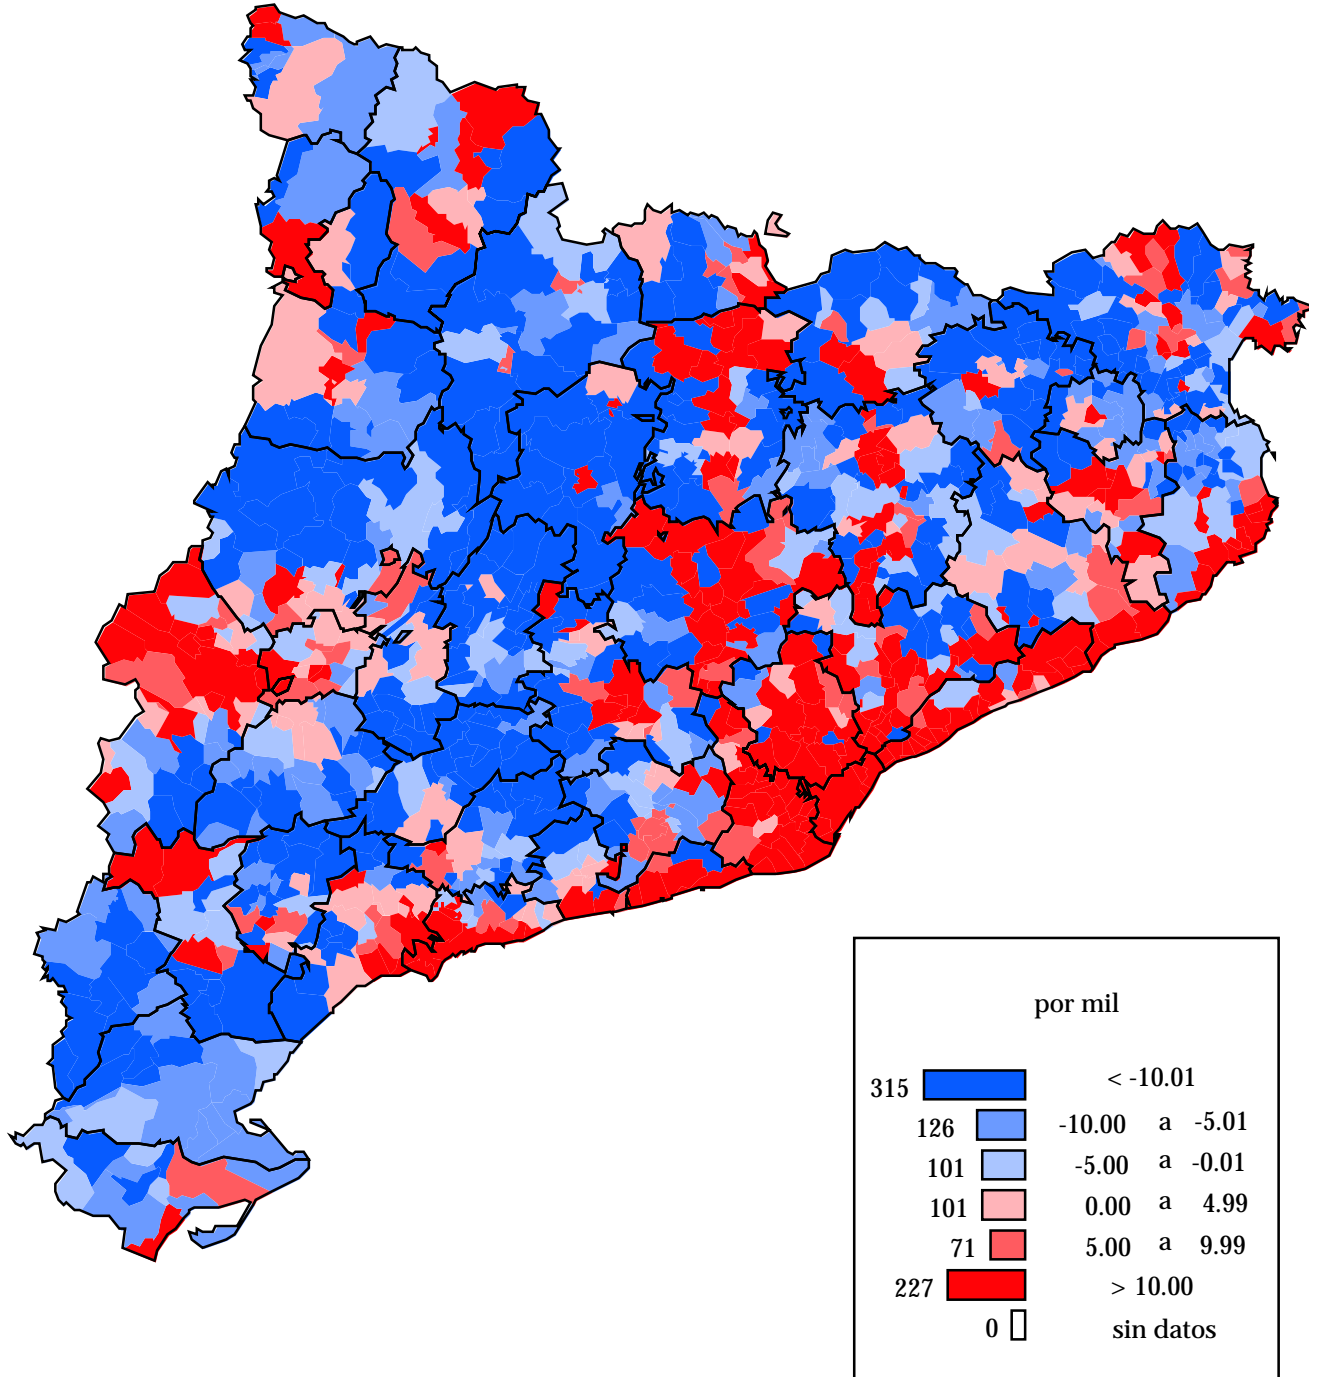 por mil
315 < -10.01
126 -10.00 a -5.01
101 -5.00 a -0.01
101 0.00 a 4.99
71 5.00 a 9.99
227 > 10.00
0 sin datos